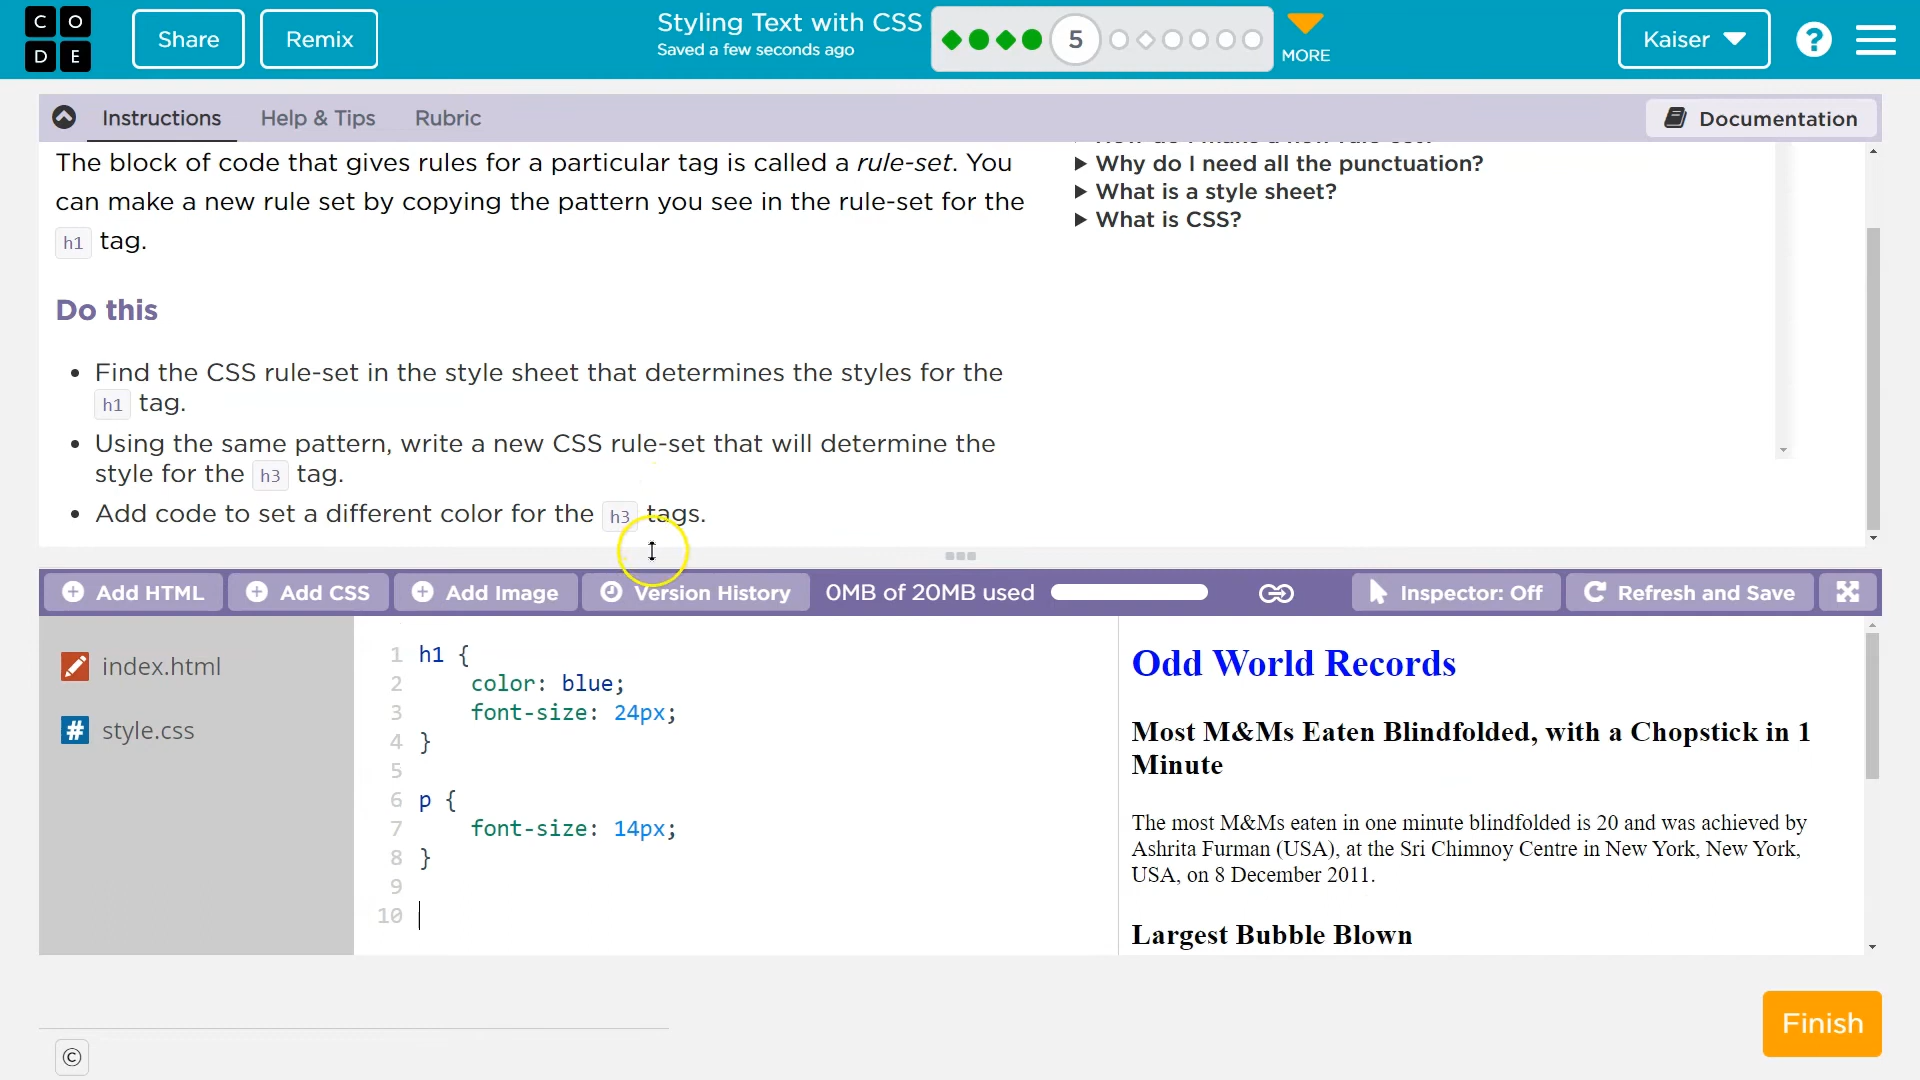 C O
D E
Share
Remix
Styling Text with CSS
Saved a few seconds ago
5
MORE
Kaiser
?
Instructions
Help & Tips
Rubric
Documentation
The block of code that gives rules for a particular tag is called a rule-set. You
can make a new rule set by copying the pattern you see in the rule-set for the
h1 tag.
Why do I need all the punctuation?
What is a style sheet?
What is CSS?
Do this
• Find the CSS rule-set in the style sheet that determines the styles for the
h1 tag.
• Using the same pattern, write a new CSS rule-set that will determine the
style for the h3 tag.
• Add code to set a different color for the h3 tags.
Add HTML
Add CSS
Add Image
Version History
0MB of 20MB used
Inspector: Off
Refresh and Save
index.html
# style.css
1 h1 {
2 color: blue;
3 font-size: 24px;
4 }
5
6 p {
7 font-size: 14px;
8 }
9
10
Odd World Records
Most M&Ms Eaten Blindfolded, with a Chopstick in 1
Minute
The most M&Ms eaten in one minute blindfolded is 20 and was achieved by
Ashrita Furman (USA), at the Sri Chimnoy Centre in New York, New York,
USA, on 8 December 2011.
Largest Bubble Blown
Finish
©